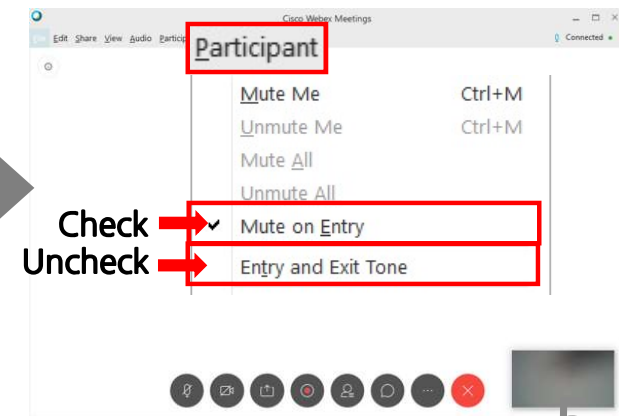 Cisco Webex Meetings
Edit Share View Audio Particip
Connected
Participant
Mute Me Ctrl+M
Unmute Me Ctrl+M
Mute All
Unmute All
Check Mute on Entry
Uncheck Entry and Exit Tone